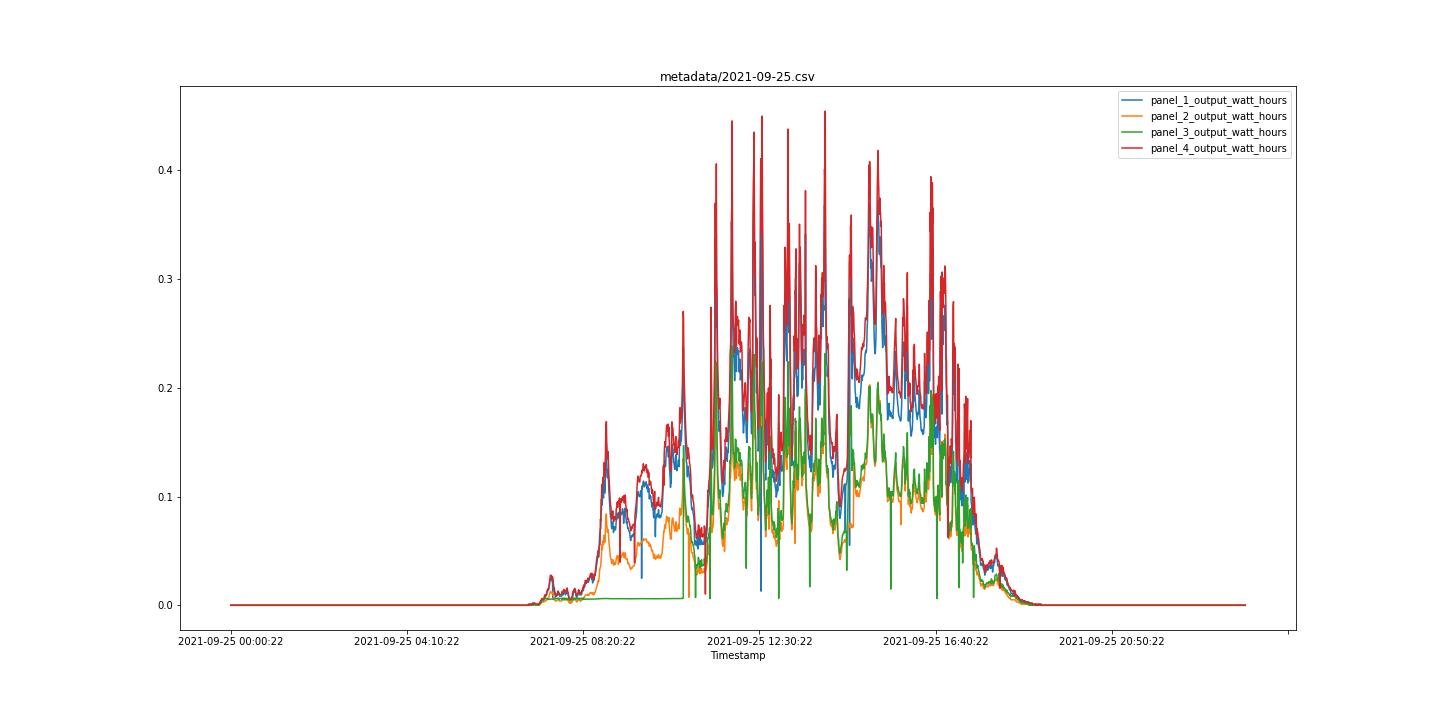 metadata/2021-09-25.csv
panel_1_output_watt_hours
panel_2_output_watt_hours
panel_3_output_watt_hours
panel_4_output_watt_hours
0.4
0.3
0.2
0.1
0.0
2021-09-25 00:00:22 2021-09-25 04:10:22 2021-09-25 08:20:22 2021-09-25 12:30:22 2021-09-25 16:40:22 2021-09-25 20:50:22
Timestamp